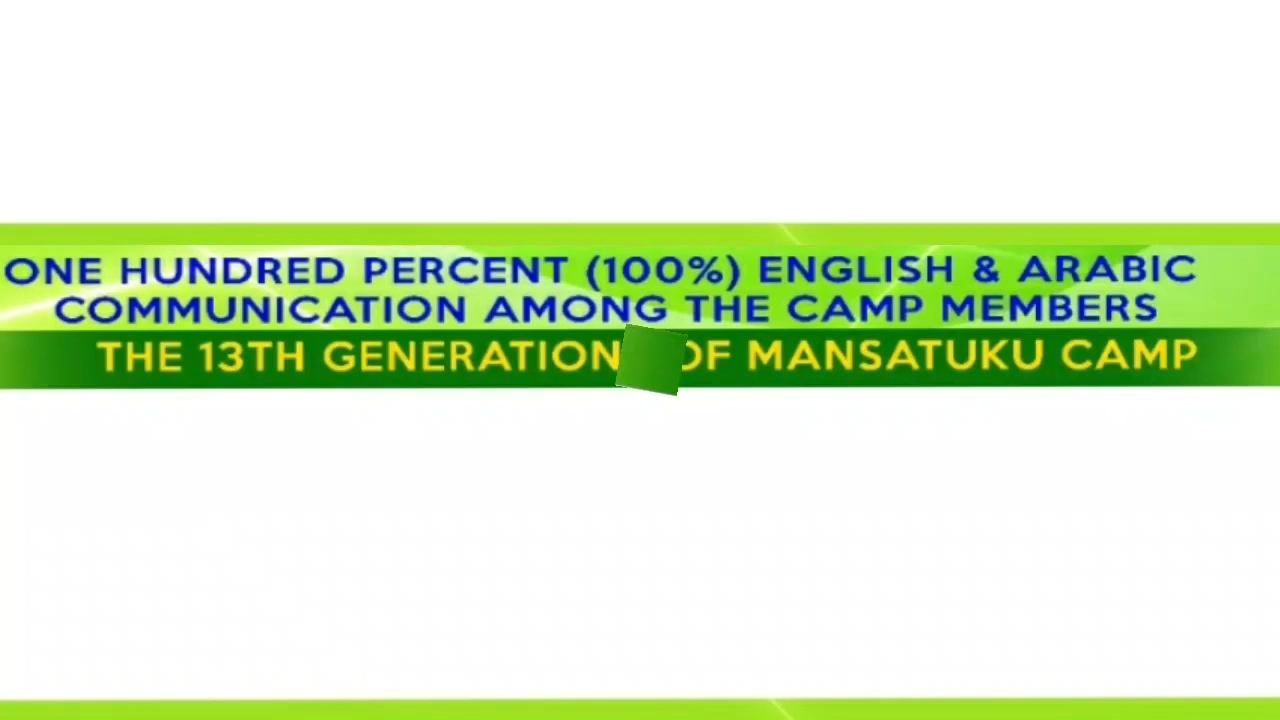 ONE HUNDRED PERCENT (100%) ENGLISH & ARABIC
COMMUNICATION AMONG THE CAMP MEMBERS
THE 13TH GENERATION OF MANSATUKU CAMP